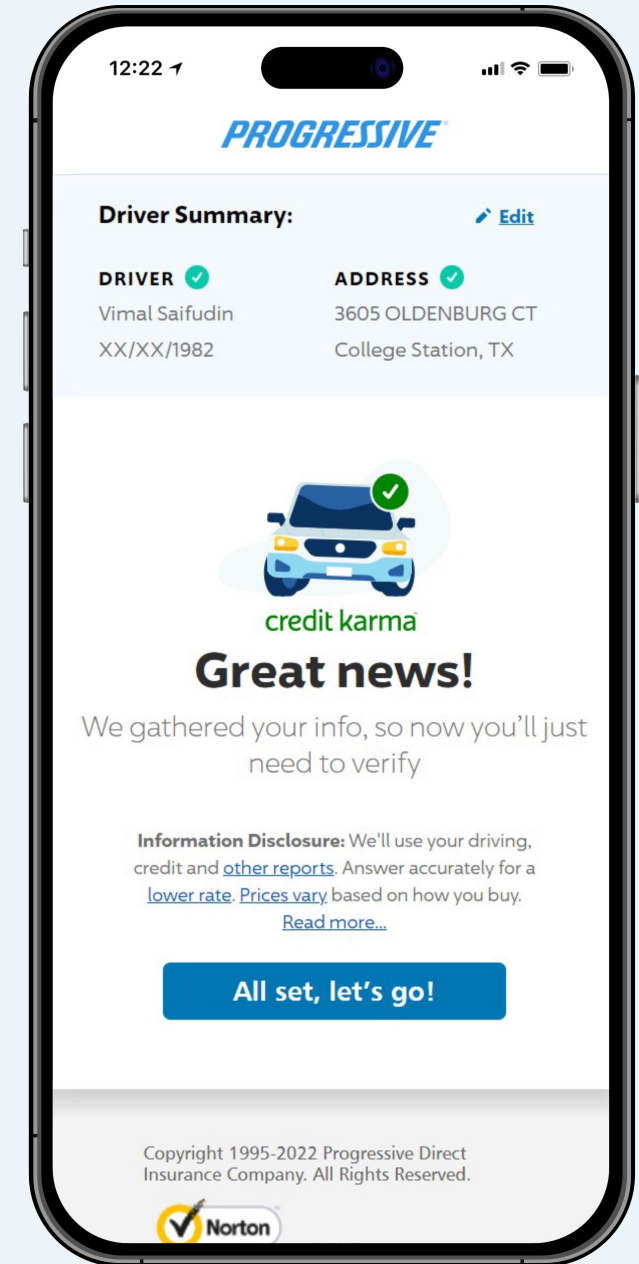 12:22
PROGRESSIVE
Driver Summary:
Edit
DRIVER
ADDRESS
Vimal Saifudin
3605 OLDENBURG CT
XX/XX/1982
College Station, TX
credit karma
Great news!
We gathered your info, so now you’ll just
need to verify
Information Disclosure: We'll use your driving,
credit and other reports. Answer accurately for a
lower rate. Prices vary based on how you buy.
Read more...
All set, let’s go!
Copyright 1995-2022 Progressive Direct
Insurance Company. All Rights Reserved.
Norton